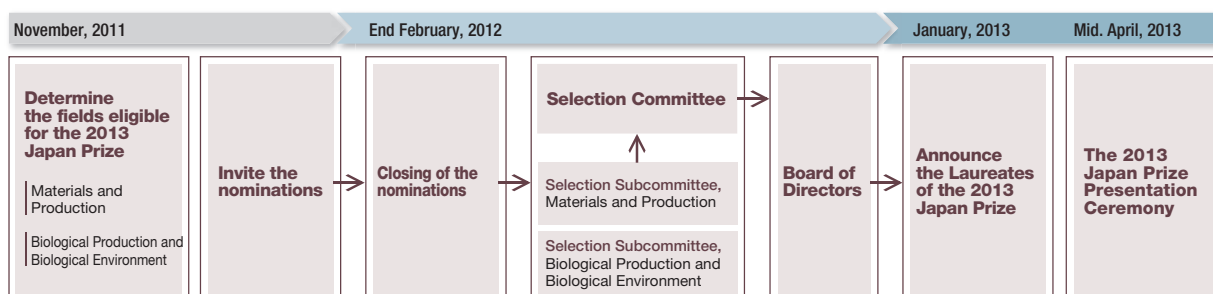 November, 2011
End February, 2012
January, 2013
Mid. April, 2013
Determine
the fields eligible
for the 2013
Japan Prize
Materials and
Production
Biological Production and
Biological Environment
Invite the
nominations
Closing of the
nominations
Selection Committee
Selection Subcommittee,
Materials and Production
Selection Subcommittee,
Biological Production and
Biological Environment
Board of
Directors
Announce
the Laureates
of the 2013
Japan Prize
The 2013
Japan Prize
Presentation
Ceremony